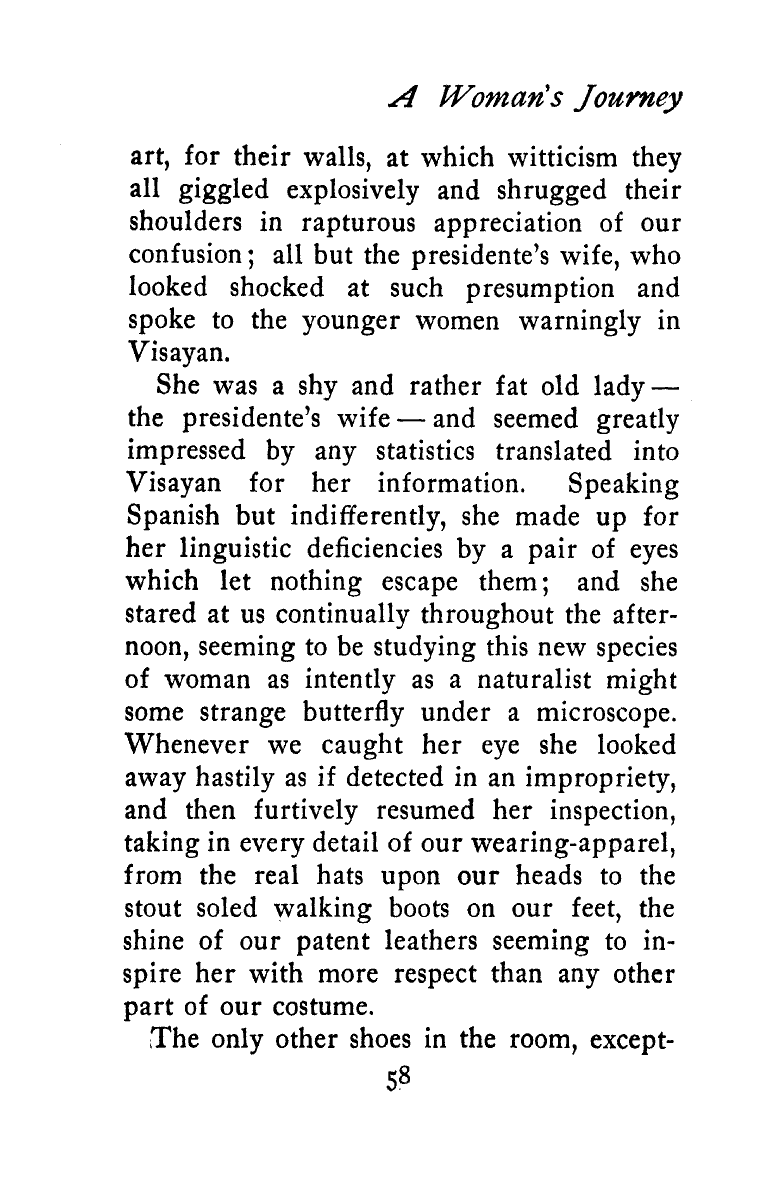 A Woman's Journey
art, for their walls, at which witticism they
all giggled explosively and shrugged their
shoulders in rapturous appreciation of our
confusion; all but the presidente's wife, who
looked shocked at such presumption and
spoke to the younger women warningly in
Visayan.
She was a shy and rather fat old lady —
the presidente's wife — and seemed greatly
impressed by any statistics translated into
Visayan for her information. Speaking
Spanish but indifferently, she made up for
her linguistic deficiencies by a pair of eyes
which let nothing escape them; and she
stared at us continually throughout the after-
noon, seeming to be studying this new species
of woman as intently as a naturalist might
some strange butterfly under a microscope.
Whenever we caught her eye she looked
away hastily as if detected in an impropriety,
and then furtively resumed her inspection,
taking in every detail of our wearing-apparel,
from the real hats upon our heads to the
stout soled walking boots on our feet, the
shine of our patent leathers seeming to in-
spire her with more respect than any other
part of our costume.
The only other shoes in the room, except-
58